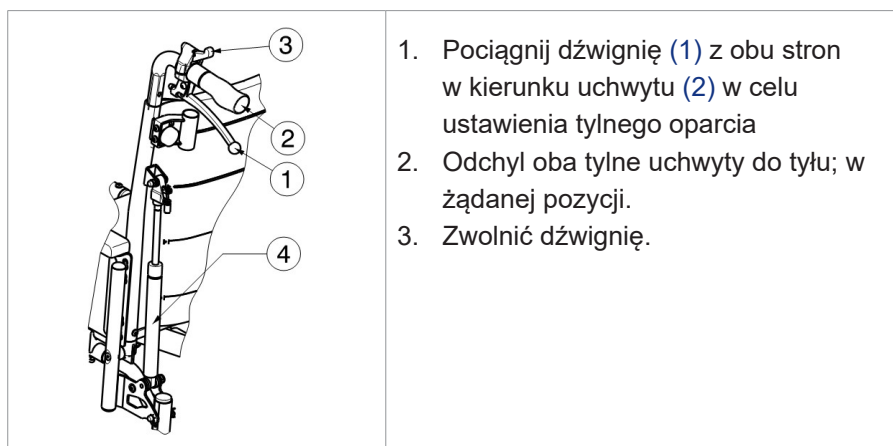 3
2
1
4
1. Pociągnij dźwignię (1) z obu stron
w kierunku uchwytu (2) w celu
ustawienia tylnego oparcia
2. Odchyl oba tylne uchwyty do tyłu; w
żądanej pozycji.
3. Zwolnić dźwignię.